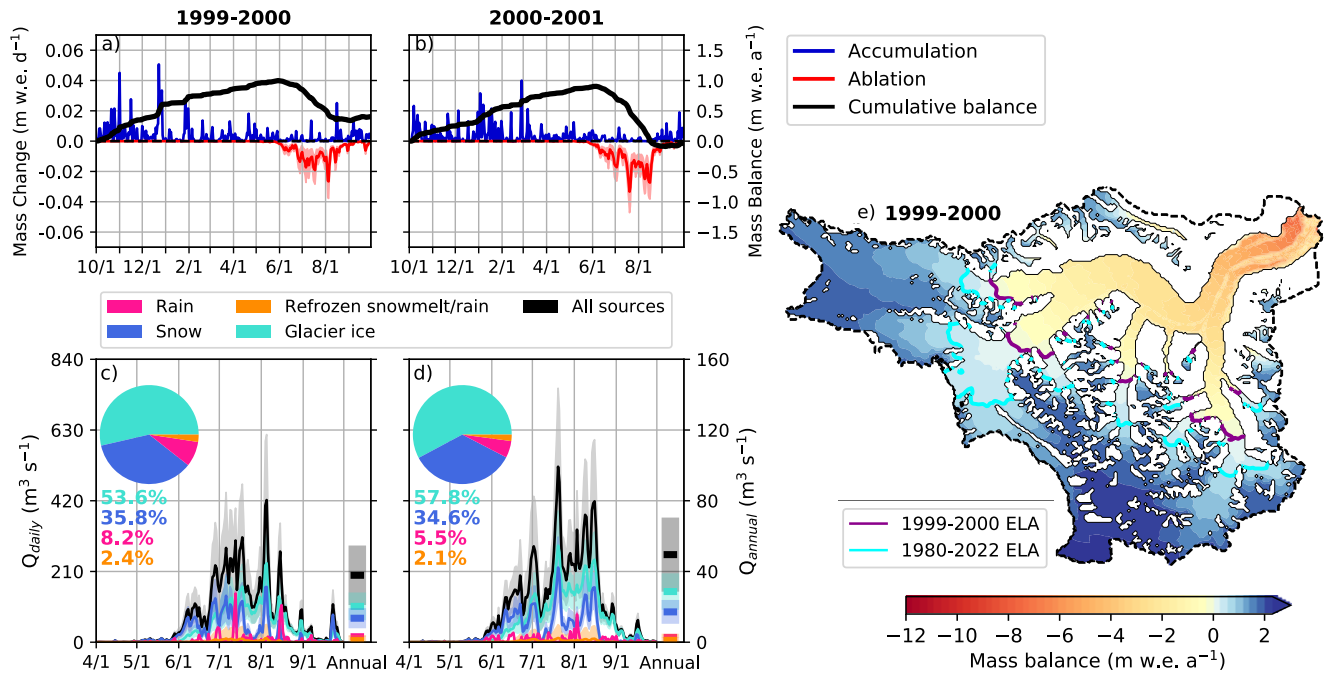 1999-2000
2000-2001
a)
b)
Mass Change (m w.e. d⁻¹)
0.06
0.04
0.02
0.0
-0.02
-0.04
-0.06
1.5
1.0
0.5
0.0
−0.5
−1.0
−1.5
Mass Balance (m w.e. a⁻¹)
10/1 12/1 2/1 4/1 6/1 8/1
10/1 12/1 2/1 4/1 6/1 8/1
Accumulation
Ablation
Cumulative balance
Rain
Snow
Refrozen snowmelt/rain
Glacier ice
All sources
c)
d)
Q_daily (m³ s⁻¹)
840
630
420
210
0
53.6%
35.8%
8.2%
2.4%
57.8%
34.6%
5.5%
2.1%
160
120
80
40
0
Q_annual (m³ s⁻¹)
4/1 5/1 6/1 7/1 8/1 9/1 Annual
4/1 5/1 6/1 7/1 8/1 9/1 Annual
e) 1999-2000
1999-2000 ELA
1980-2022 ELA
−12 −10 −8 −6 −4 −2 0 2
Mass balance (m w.e. a⁻¹)